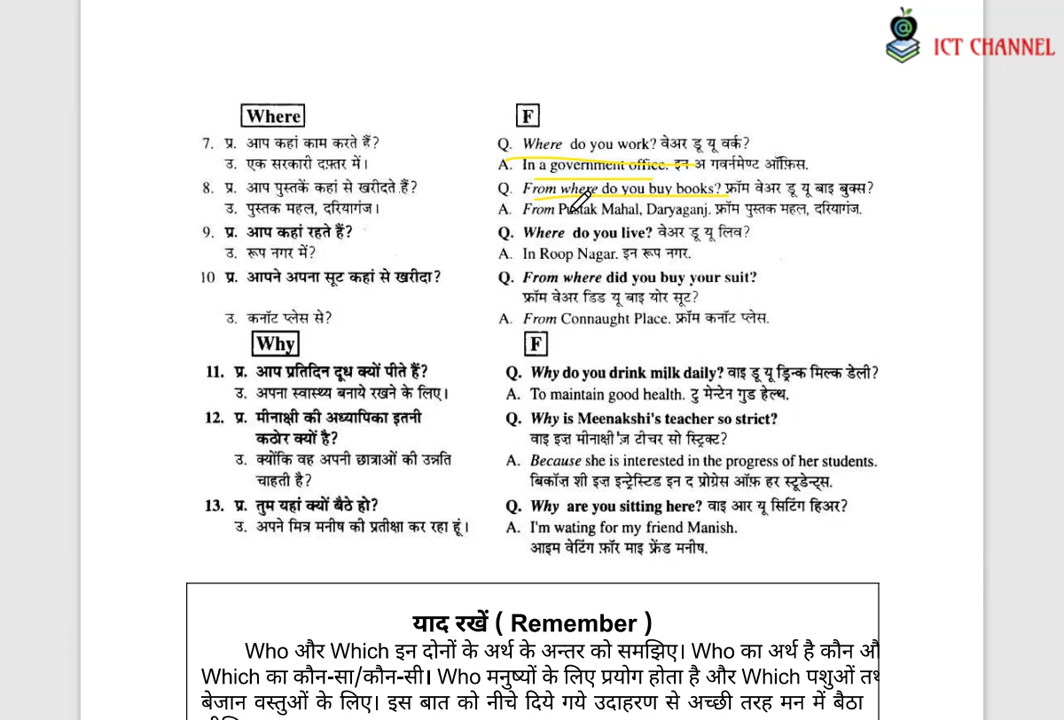 ICT CHANNEL
Where F
7. प्र. आप कहां काम करते हैं? Q. Where do you work? वेअर डू यू वर्क?
उ. एक सरकारी दफ़्तर में। A. In a government office. इन अ गवर्नमेण्ट ऑफ़िस.
8. प्र. आप पुस्तकें कहां से खरीदते हैं? Q. From where do you buy books? फ्रॉम वेअर डू यू बाइ बुक्स?
उ. पुस्तक महल, दरियागंज। A. From Pustak Mahal, Daryaganj. फ्रॉम पुस्तक महल, दरियागंज.
9. प्र. आप कहां रहते हैं? Q. Where do you live? वेअर डू यू लिव?
उ. रूप नगर में? A. In Roop Nagar. इन रूप नगर.
10 प्र. आपने अपना सूट कहां से खरीदा? Q. From where did you buy your suit?
फ्रॉम वेअर डिड यू बाइ योर सूट?
उ. कनॉट प्लेस से? A. From Connaught Place. फ्रॉम कनॉट प्लेस.
Why F
11. प्र. आप प्रतिदिन दूध क्यों पीते हैं? Q. Why do you drink milk daily? वाइ डू यू ड्रिन्क मिल्क डेली?
उ. अपना स्वास्थ्य बनाये रखने के लिए। A. To maintain good health. टु मेन्टेन गुड हेल्थ.
12. प्र. मीनाक्षी की अध्यापिका इतनी Q. Why is Meenakshi's teacher so strict?
कठोर क्यों है? वाइ इज़ मीनाक्षी'ज़ टीचर सो स्ट्रिक्ट?
उ. क्योंकि वह अपनी छात्राओं की उन्नति A. Because she is interested in the progress of her students.
चाहती है? बिकॉज़ शी इज़ इन्ट्रेस्टिड इन द प्रोग्रेस ऑफ़ हर स्टूडेन्ट्स.
13. प्र. तुम यहां क्यों बैठे हो? Q. Why are you sitting here? वाइ आर यू सिटिंग हिअर?
उ. अपने मित्र मनीष की प्रतीक्षा कर रहा हूं। A. I'm wating for my friend Manish.
आइम वेटिंग फ़ॉर माइ फ्रेंड मनीष.
याद रखें ( Remember )
Who और Which इन दोनों के अर्थ के अन्तर को समझिए। Who का अर्थ है कौन
Which का कौन-सा/कौन-सी। Who मनुष्यों के लिए प्रयोग होता है और Which पशुओं
बेजान वस्तुओं के लिए। इस बात को नीचे दिये गये उदाहरण से अच्छी तरह मन में बैठा